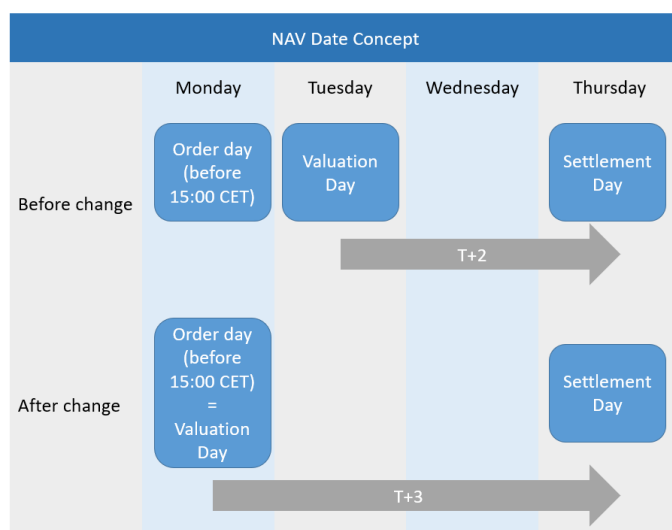 NAV Date Concept
Monday
Tuesday
Wednesday
Thursday
Before change
Order day
(before
15:00 CET)
Valuation
Day
Settlement
Day
T+2
After change
Order day
(before
15:00 CET)
=
Valuation
Day
Settlement
Day
T+3